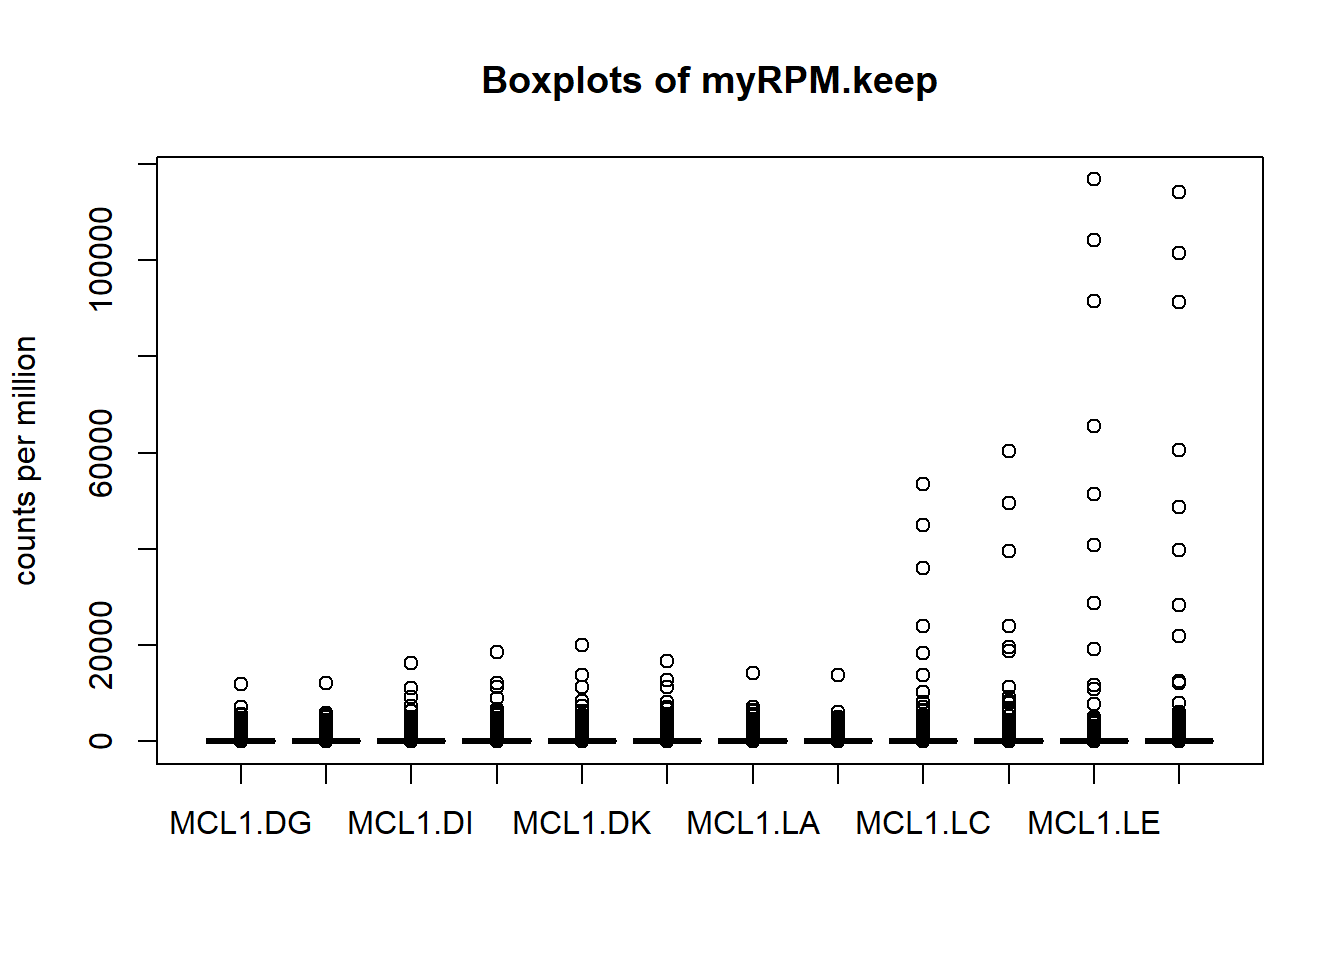 Boxplots of myRPM.keep
counts per million
100000
60000
20000
0
MCL1.DG MCL1.DI MCL1.DK MCL1.LA MCL1.LC MCL1.LE